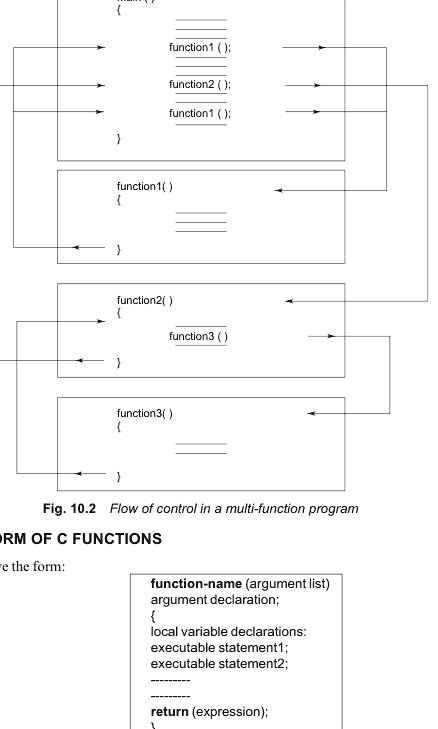 main ( )
{
function1 ( );
function2 ( );
function1 ( );
}
function1( )
{
}
function2( )
{
function3 ( )
}
function3( )
{
}
Fig. 10.2 Flow of control in a multi-function program
ORM OF C FUNCTIONS
ve the form:
function-name (argument list)
argument declaration;
{
local variable declarations:
executable statement1;
executable statement2;
---------
---------
return (expression);
}